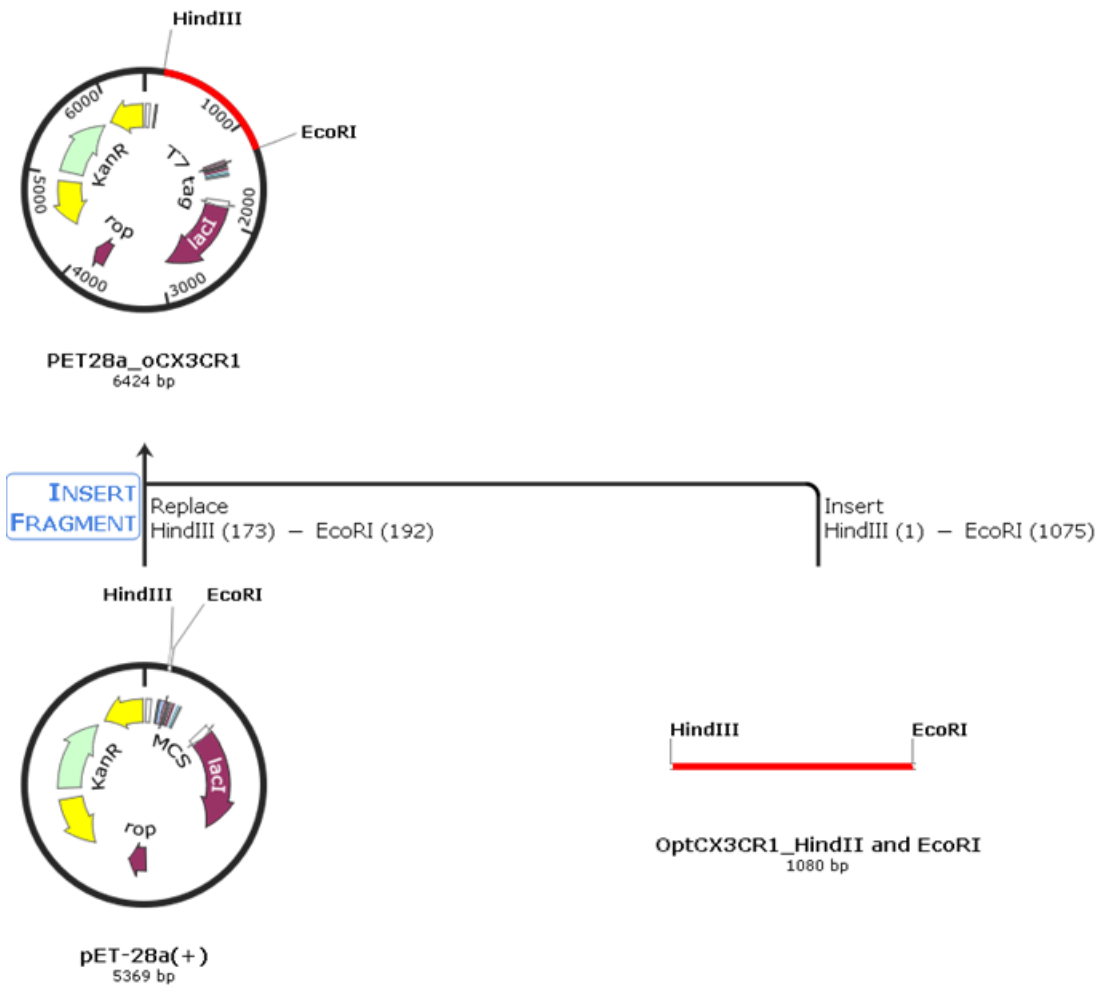 HindIII
6000
1000
EcoRI
KanR
T7 tag
5000
2000
rop
lacI
4000
3000
PET28a_oCX3CR1
6424 bp
INSERT
FRAGMENT
Replace
HindIII (173) – EcoRI (192)
Insert
HindIII (1) – EcoRI (1075)
HindIII
EcoRI
KanR
MCS
lacI
rop
HindIII
EcoRI
OptCX3CR1_HindII and EcoRI
1080 bp
pET-28a(+)
5369 bp